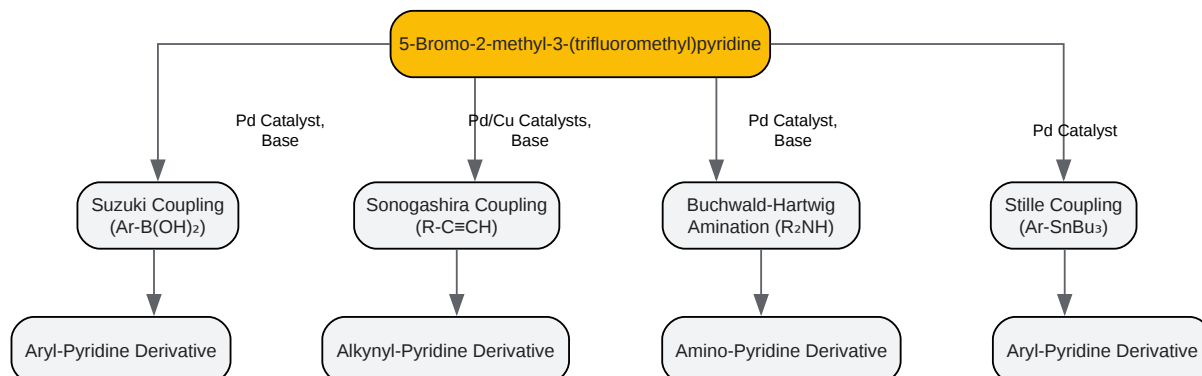 5-Bromo-2-methyl-3-(trifluoromethyl)pyridine
Pd Catalyst,
Base
Pd/Cu Catalysts,
Base
Pd Catalyst,
Base
Pd Catalyst
Suzuki Coupling
(Ar-B(OH)₂)
Sonogashira Coupling
(R-C≡CH)
Buchwald-Hartwig
Amination (R₂NH)
Stille Coupling
(Ar-SnBu₃)
Aryl-Pyridine Derivative
Alkynyl-Pyridine Derivative
Amino-Pyridine Derivative
Aryl-Pyridine Derivative